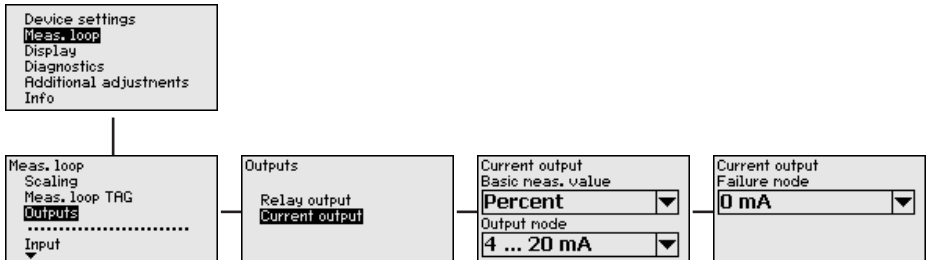 Device settings
Meas. loop
Display
Diagnostics
Additional adjustments
Info
Meas. loop
Scaling
Meas. loop TAG
Outputs
Input
Outputs
Relay output
Current output
Current output
Basic meas. value
Percent
Output mode
4 ... 20 mA
Current output
Failure mode
0 mA